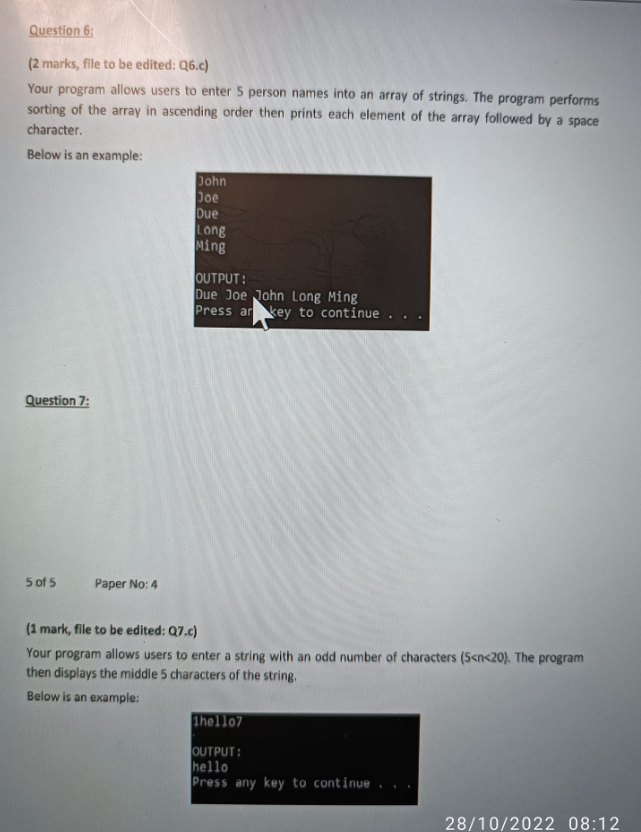 Question 6:
(2 marks, file to be edited: Q6.c)
Your program allows users to enter 5 person names into an array of strings. The program performs
sorting of the array in ascending order then prints each element of the array followed by a space
character.
Below is an example:
John
Joe
Due
Long
Ming
OUTPUT:
Due Joe John Long Ming
Press an key to continue . . .
Question 7:
5 of 5 Paper No: 4
(1 mark, file to be edited: Q7.c)
Your program allows users to enter a string with an odd number of characters (5<n<20). The program
then displays the middle 5 characters of the string.
Below is an example:
1hello7
OUTPUT:
hello
Press any key to continue . . .
28/10/2022 08:12